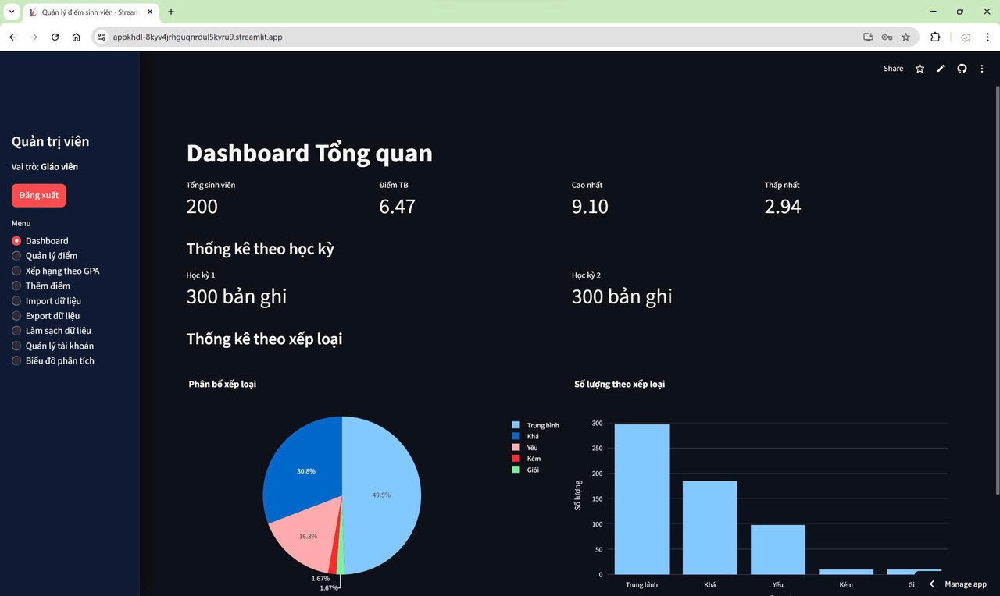 Quản lý điểm sinh viên · Stream
appkhdl-8kyv4jrhguqnrdul5kvru9.streamlit.app
Share
Quản trị viên
Vai trò: Giáo viên
Đăng xuất
Menu
Dashboard
Quản lý điểm
Xếp hạng theo GPA
Thêm điểm
Import dữ liệu
Export dữ liệu
Làm sạch dữ liệu
Quản lý tài khoản
Biểu đồ phân tích
Dashboard Tổng quan
Tổng sinh viên
200
Điểm TB
6.47
Cao nhất
9.10
Thấp nhất
2.94
Thống kê theo học kỳ
Học kỳ 1
300 bản ghi
Học kỳ 2
300 bản ghi
Thống kê theo xếp loại
Phân bố xếp loại
30.8%
49.5%
16.3%
1.67%
1.67%
Trung bình
Khá
Yếu
Kém
Giỏi
Số lượng theo xếp loại
Số lượng
300
250
200
150
100
50
0
Trung bình
Khá
Yếu
Kém
Gi
Manage app